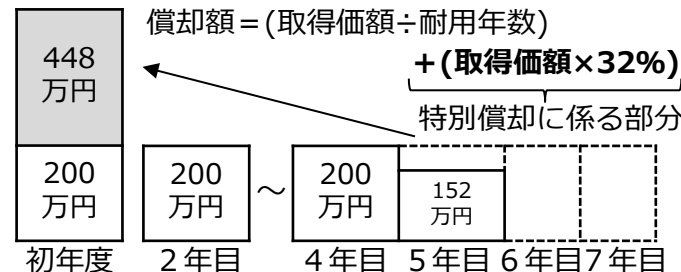 償却額＝(取得価額÷耐用年数)
＋(取得価額×32%)
特別償却に係る部分
448
万円
200
万円
200
万円
～
200
万円
152
万円
初年度 ２年目 ４年目 ５年目 ６年目 ７年目